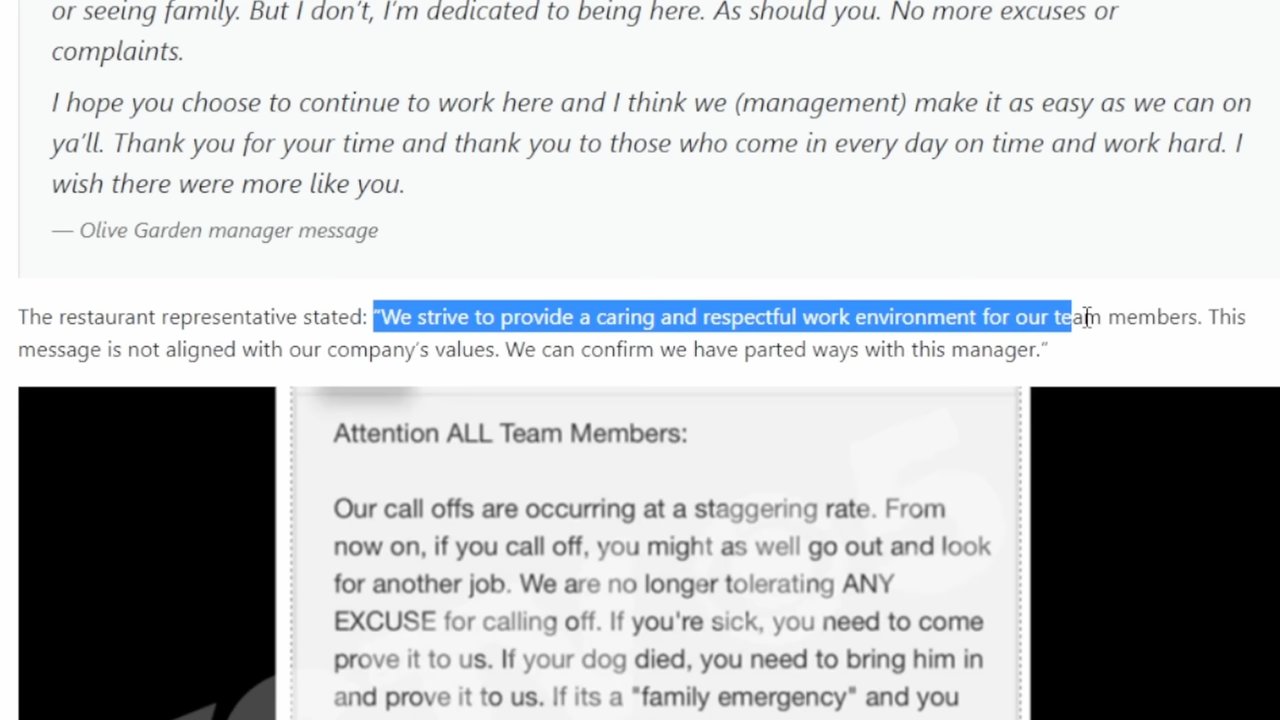 or seeing family. But I don't, I'm dedicated to being here. As should you. No more excuses or
complaints.
I hope you choose to continue to work here and I think we (management) make it as easy as we can on
ya'll. Thank you for your time and thank you to those who come in every day on time and work hard. I
wish there were more like you.
— Olive Garden manager message
The restaurant representative stated: "We strive to provide a caring and respectful work environment for our team members. This
message is not aligned with our company's values. We can confirm we have parted ways with this manager."
Attention ALL Team Members:
Our call offs are occurring at a staggering rate. From
now on, if you call off, you might as well go out and look
for another job. We are no longer tolerating ANY
EXCUSE for calling off. If you're sick, you need to come
prove it to us. If your dog died, you need to bring him in
and prove it to us. If its a "family emergency" and you